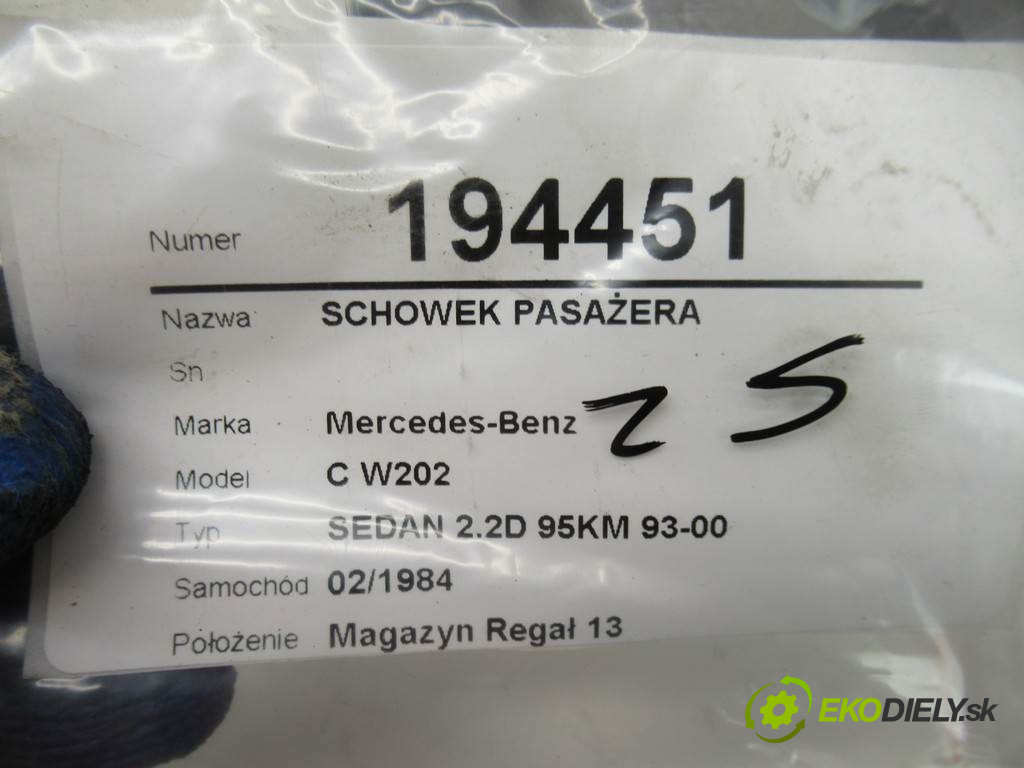 Numer 194451
Nazwa SCHOWEK PASAŻERA
Sn
Marka Mercedes-Benz
25
Model C W202
Typ SEDAN 2.2D 95KM 93-00
Samochód 02/1984
Położenie Magazyn Regał 13
EKODIELY.sk